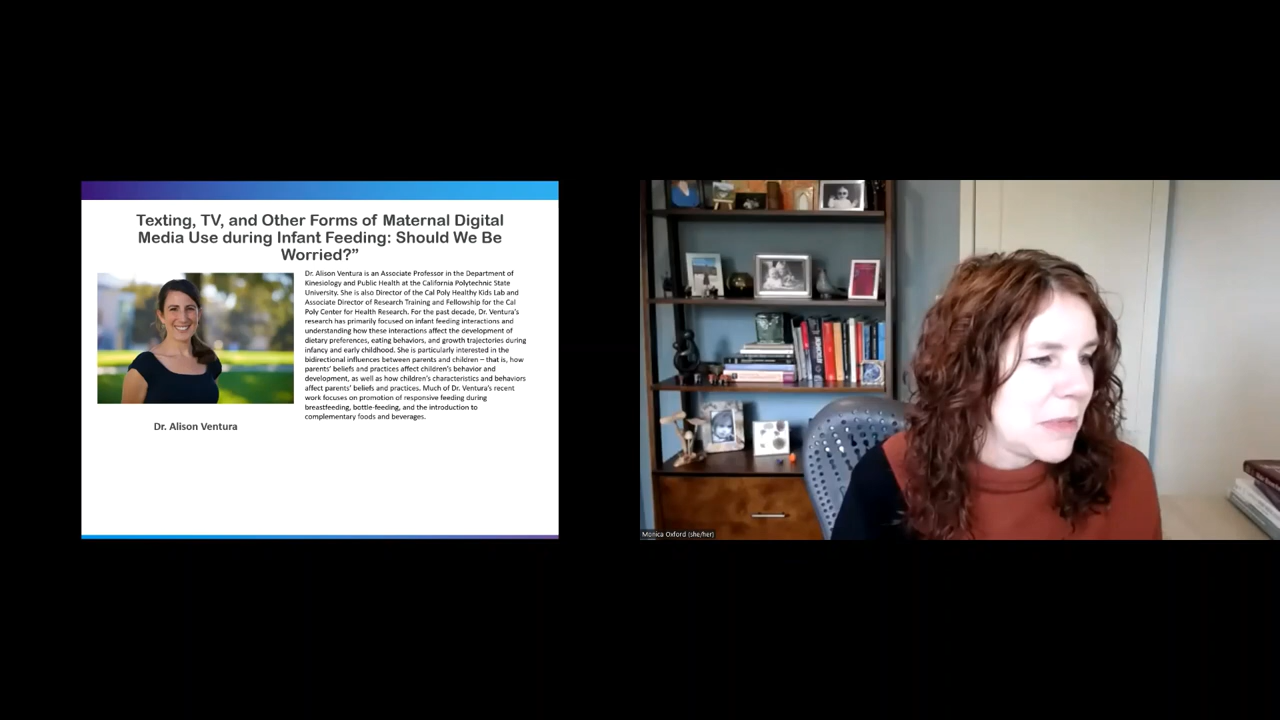 Texting, TV, and Other Forms of Maternal Digital
Media Use during Infant Feeding: Should We Be
Worried?”
Dr. Alison Ventura is an Associate Professor in the Department of
Kinesiology and Public Health at the California Polytechnic State
University. She is also Director of the Cal Poly Healthy Kids Lab and
Associate Director of Research Training and Fellowship for the Cal
Poly Center for Health Research. For the past decade, Dr. Ventura's
research has primarily focused on infant feeding interactions and
understanding how these interactions affect the development of
dietary preferences, eating behaviors, and growth trajectories during
infancy and early childhood. She is particularly interested in the
bidirectional influences between parents and children – that is, how
parents' beliefs and practices affect children's behavior and
development, as well as how children's characteristics and behaviors
affect parents' beliefs and practices. Much of Dr. Ventura's recent
work focuses on promotion of responsive feeding during
breastfeeding, bottle-feeding, and the introduction to
complementary foods and beverages.
Dr. Alison Ventura
Monica Oxford (she/her)